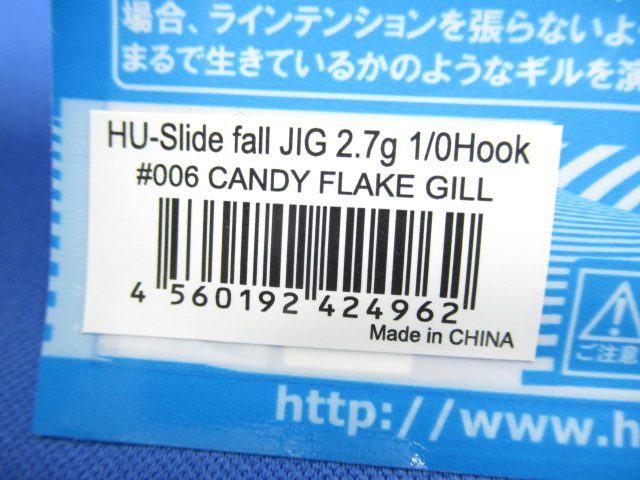 場合、ラインテンションを張らないよ
まるで生きているかのようなギルを演
HU-Slide fall JIG 2.7g 1/0Hook
#006 CANDY FLAKE GILL
4 560192 424962
Made in CHINA
ご注意
http://www.h